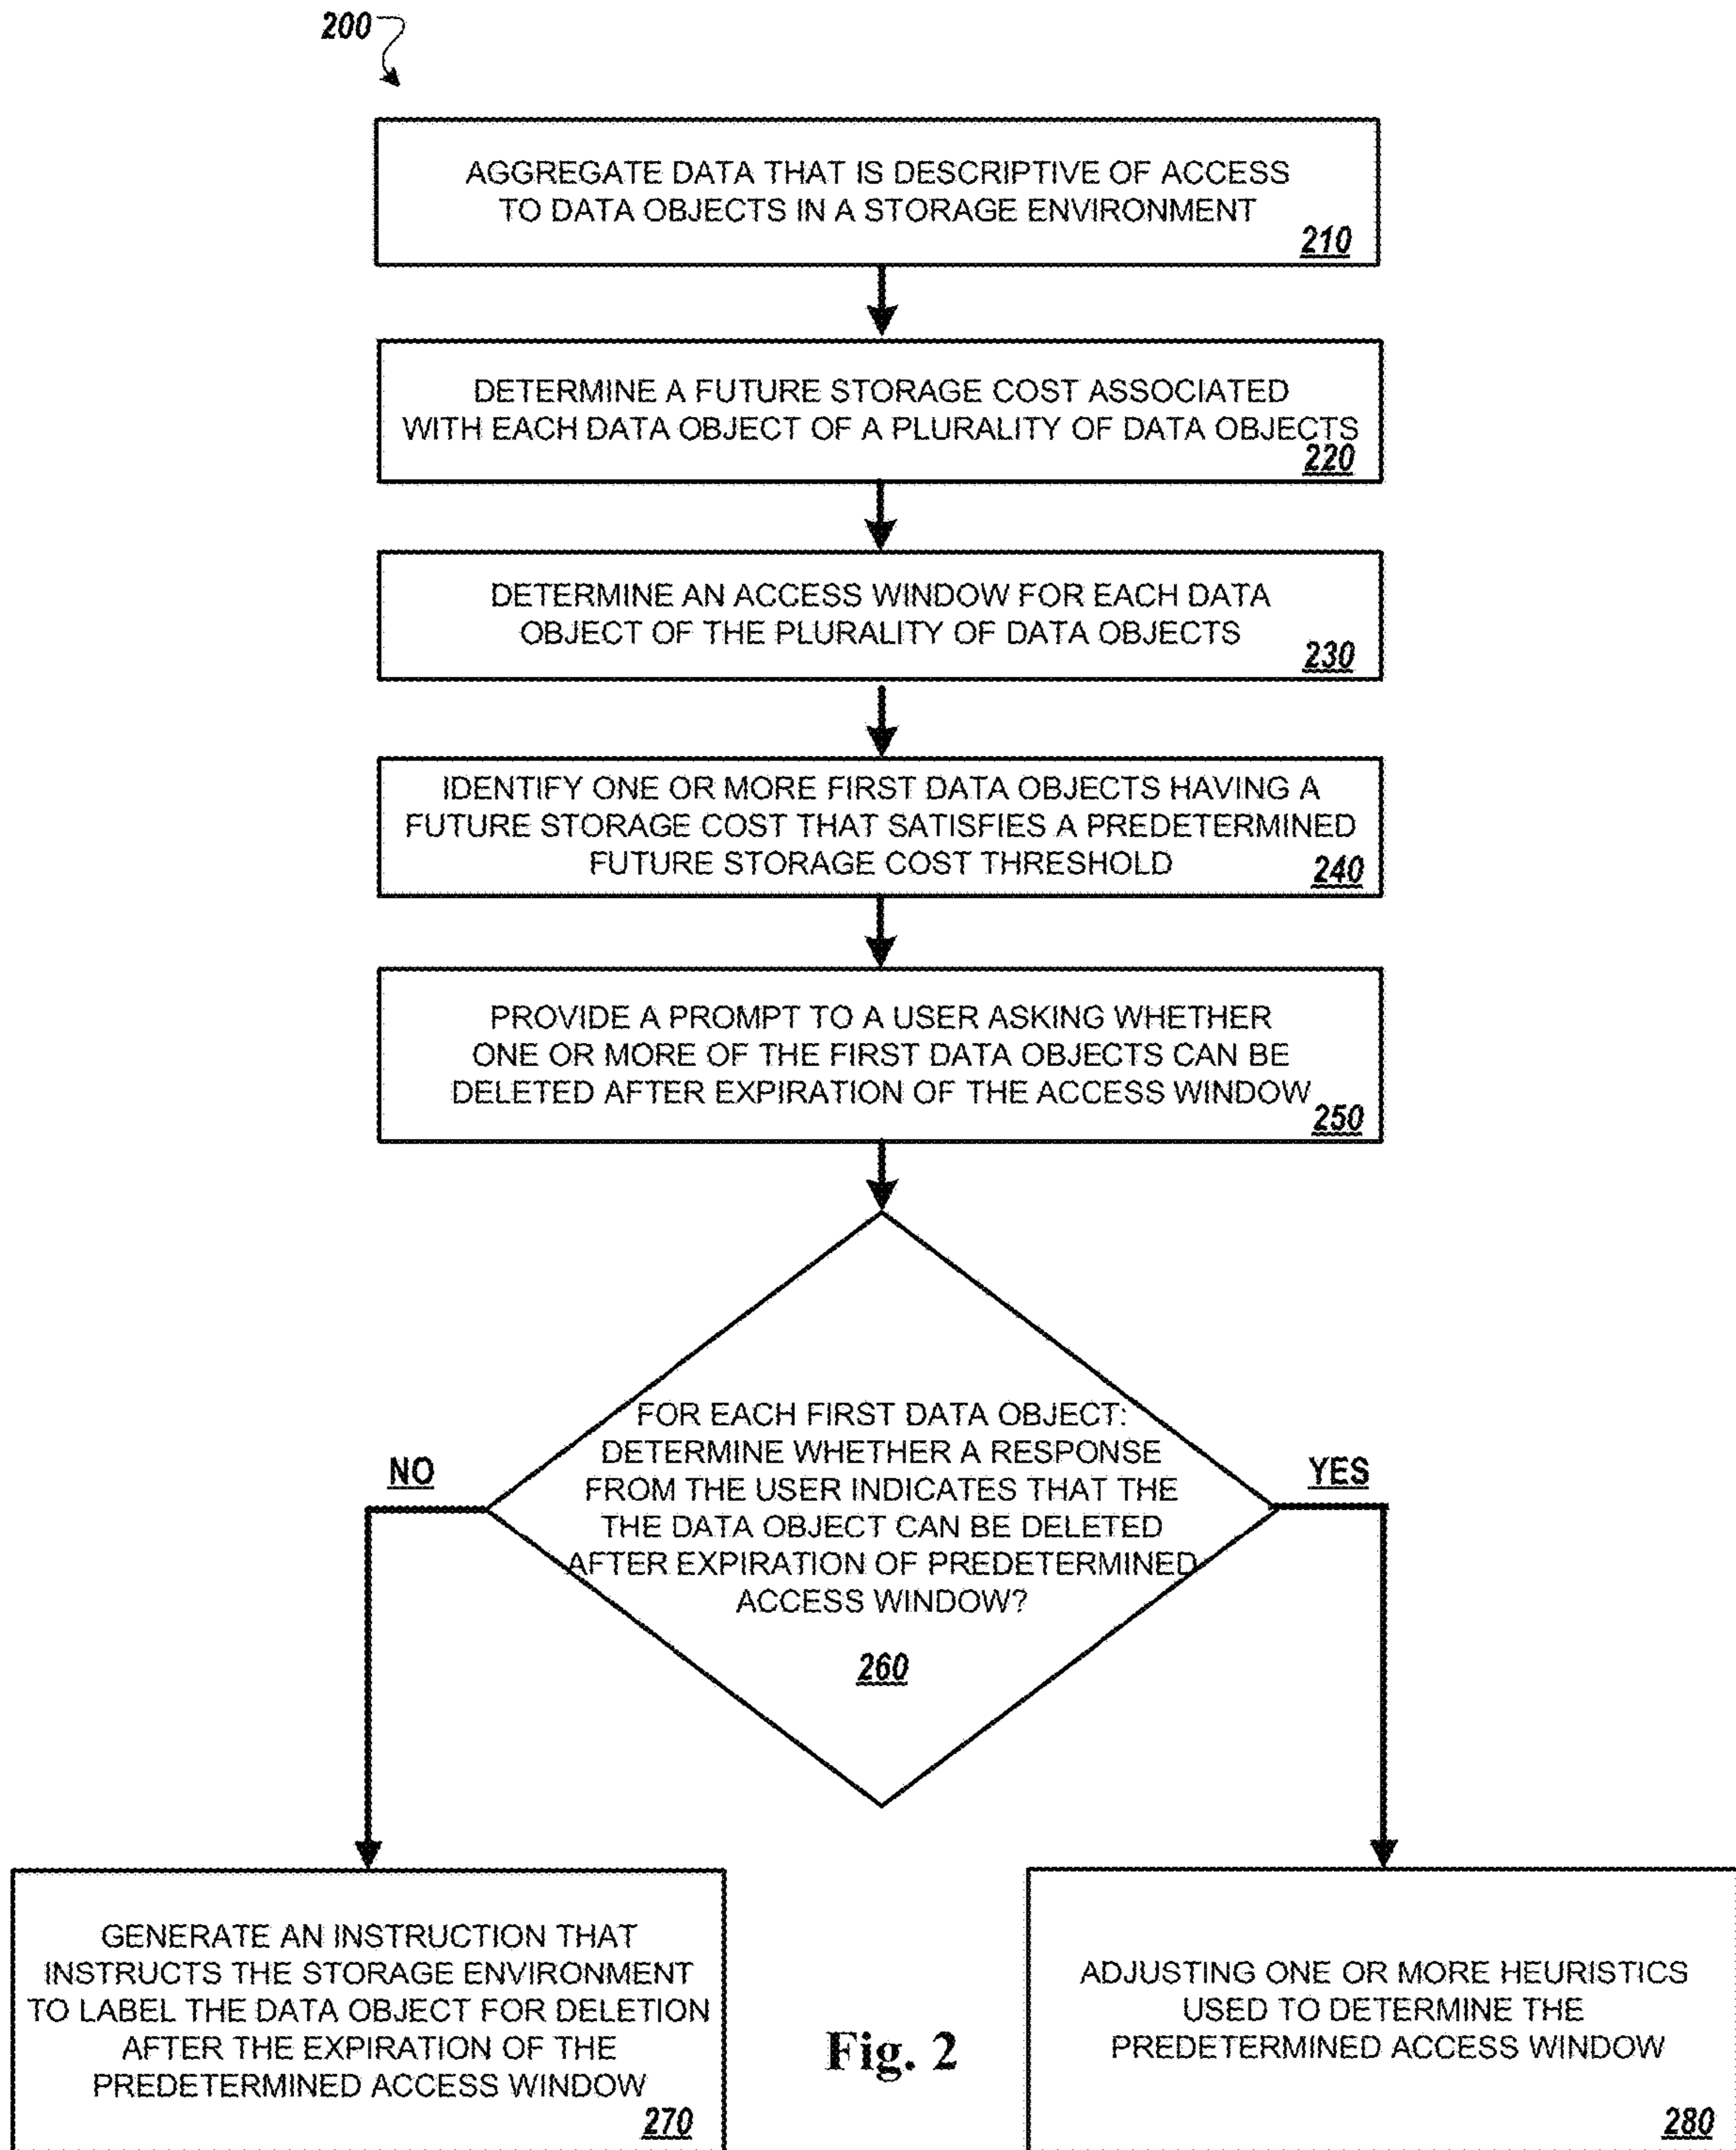 200
AGGREGATE DATA THAT IS DESCRIPTIVE OF ACCESS
TO DATA OBJECTS IN A STORAGE ENVIRONMENT
210
DETERMINE A FUTURE STORAGE COST ASSOCIATED
WITH EACH DATA OBJECT OF A PLURALITY OF DATA OBJECTS
220
DETERMINE AN ACCESS WINDOW FOR EACH DATA
OBJECT OF THE PLURALITY OF DATA OBJECTS
230
IDENTIFY ONE OR MORE FIRST DATA OBJECTS HAVING A
FUTURE STORAGE COST THAT SATISFIES A PREDETERMINED
FUTURE STORAGE COST THRESHOLD
240
PROVIDE A PROMPT TO A USER ASKING WHETHER
ONE OR MORE OF THE FIRST DATA OBJECTS CAN BE
DELETED AFTER EXPIRATION OF THE ACCESS WINDOW
250
FOR EACH FIRST DATA OBJECT:
DETERMINE WHETHER A RESPONSE
FROM THE USER INDICATES THAT THE
THE DATA OBJECT CAN BE DELETED
AFTER EXPIRATION OF PREDETERMINED
ACCESS WINDOW?
260
NO
YES
GENERATE AN INSTRUCTION THAT
INSTRUCTS THE STORAGE ENVIRONMENT
TO LABEL THE DATA OBJECT FOR DELETION
AFTER THE EXPIRATION OF THE
PREDETERMINED ACCESS WINDOW
270
Fig. 2
ADJUSTING ONE OR MORE HEURISTICS
USED TO DETERMINE THE
PREDETERMINED ACCESS WINDOW
280